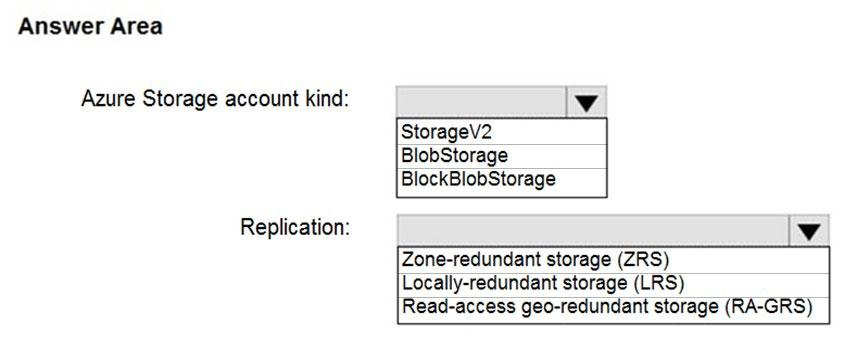 Answer Area
Azure Storage account kind:
StorageV2
BlobStorage
BlockBlobStorage
Replication:
Zone-redundant storage (ZRS)
Locally-redundant storage (LRS)
Read-access geo-redundant storage (RA-GRS)